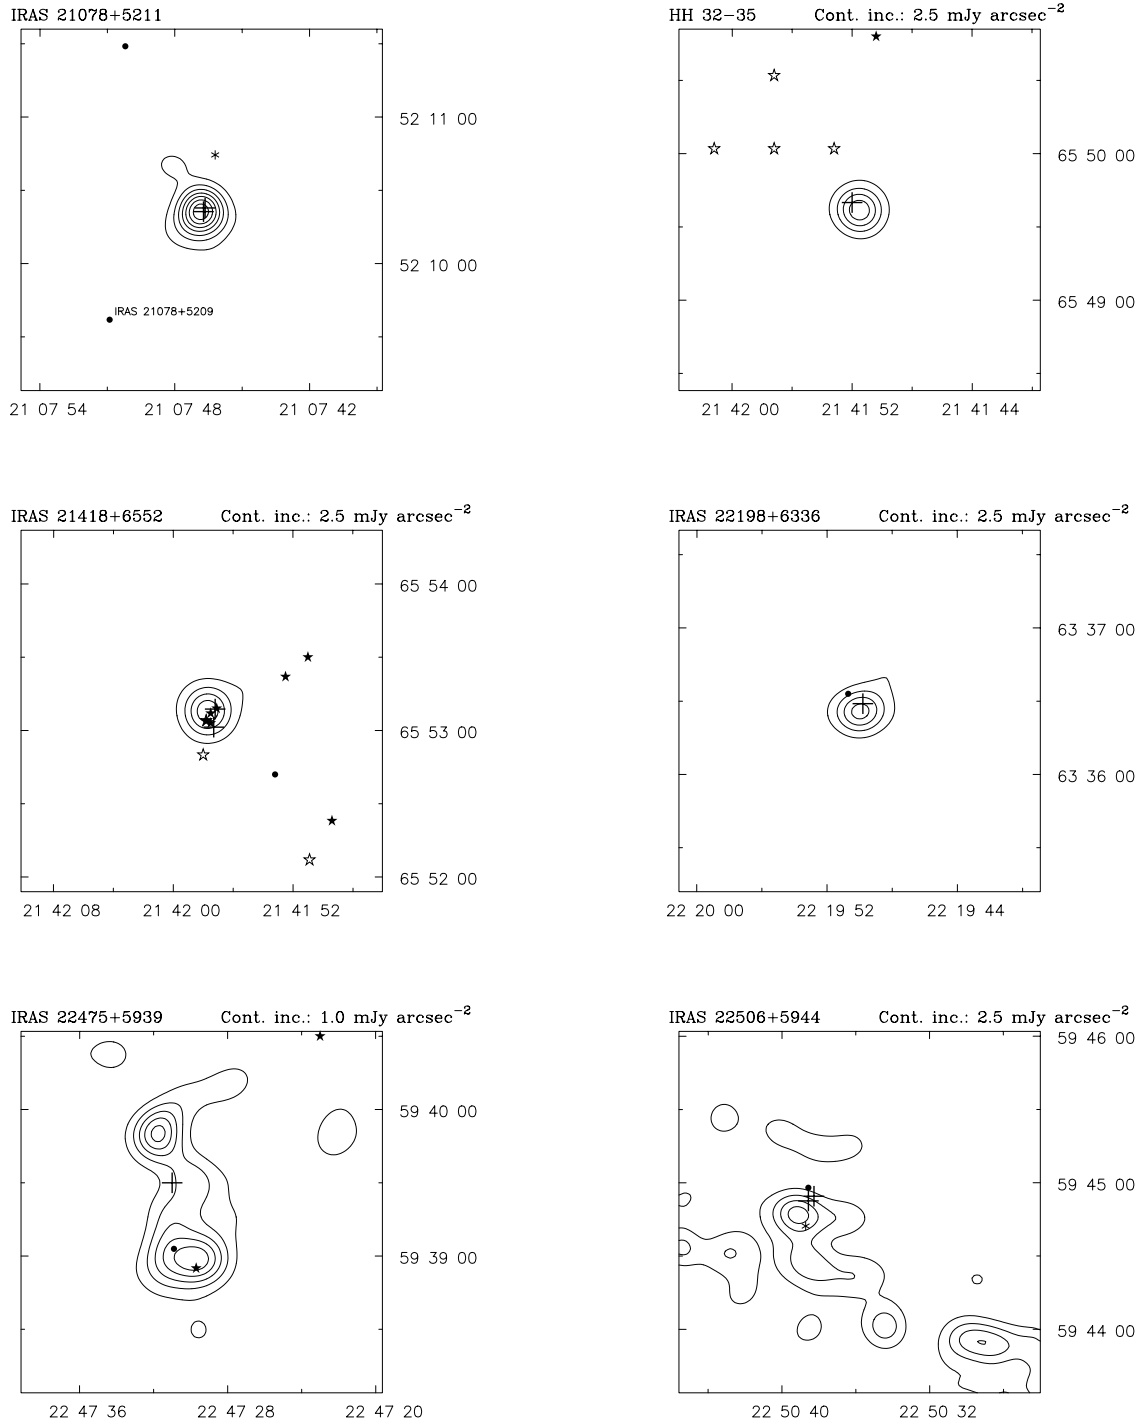 IRAS 21078+5211
HH 32−35 Cont. inc.: 2.5 mJy arcsec−2
52 11 00
52 10 00
IRAS 21078+5209
21 07 54 21 07 48 21 07 42
65 50 00
65 49 00
21 42 00 21 41 52 21 41 44
IRAS 21418+6552 Cont. inc.: 2.5 mJy arcsec−2
IRAS 22198+6336 Cont. inc.: 2.5 mJy arcsec−2
65 54 00
65 53 00
65 52 00
21 42 08 21 42 00 21 41 52
63 37 00
63 36 00
22 20 00 22 19 52 22 19 44
IRAS 22475+5939 Cont. inc.: 1.0 mJy arcsec−2
IRAS 22506+5944 Cont. inc.: 2.5 mJy arcsec−2
59 40 00
59 39 00
22 47 36 22 47 28 22 47 20
59 46 00
59 45 00
59 44 00
22 50 40 22 50 32